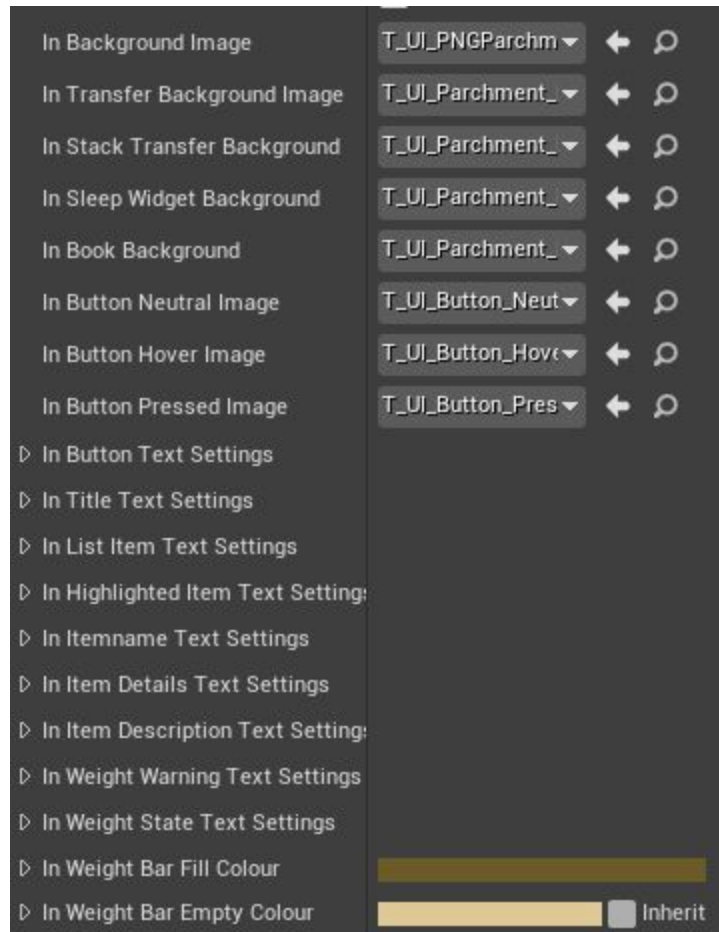 In Background Image T_UI_PNGParchm
In Transfer Background Image T_UI_Parchment_
In Stack Transfer Background T_UI_Parchment_
In Sleep Widget Background T_UI_Parchment_
In Book Background T_UI_Parchment_
In Button Neutral Image T_UI_Button_Neut
In Button Hover Image T_UI_Button_Hove
In Button Pressed Image T_UI_Button_Pres
In Button Text Settings
In Title Text Settings
In List Item Text Settings
In Highlighted Item Text Settings
In Itemname Text Settings
In Item Details Text Settings
In Item Description Text Settings
In Weight Warning Text Settings
In Weight State Text Settings
In Weight Bar Fill Colour
In Weight Bar Empty Colour Inherit